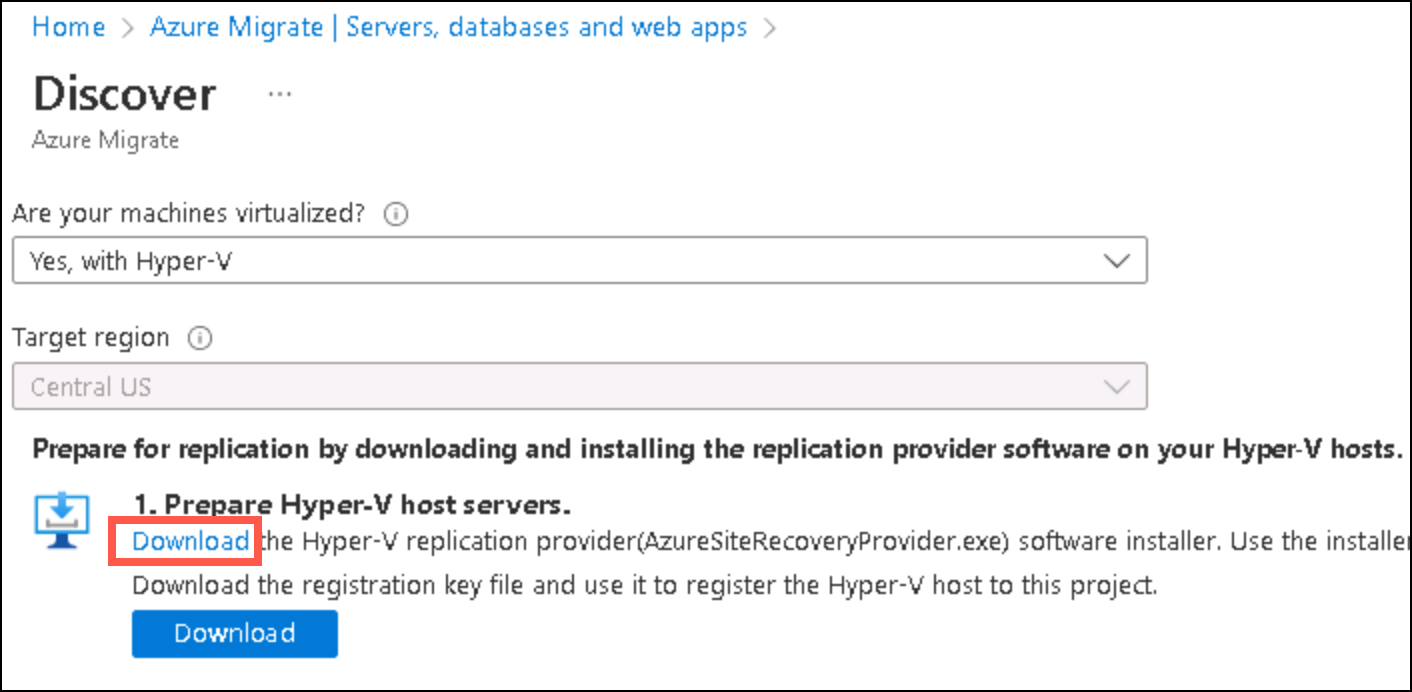 Home > Azure Migrate | Servers, databases and web apps >
Discover ...
Azure Migrate
Are your machines virtualized?
Yes, with Hyper-V
Target region
Central US
Prepare for replication by downloading and installing the replication provider software on your Hyper-V hosts.
1. Prepare Hyper-V host servers.
Download the Hyper-V replication provider(AzureSiteRecoveryProvider.exe) software installer. Use the installer
Download the registration key file and use it to register the Hyper-V host to this project.
Download